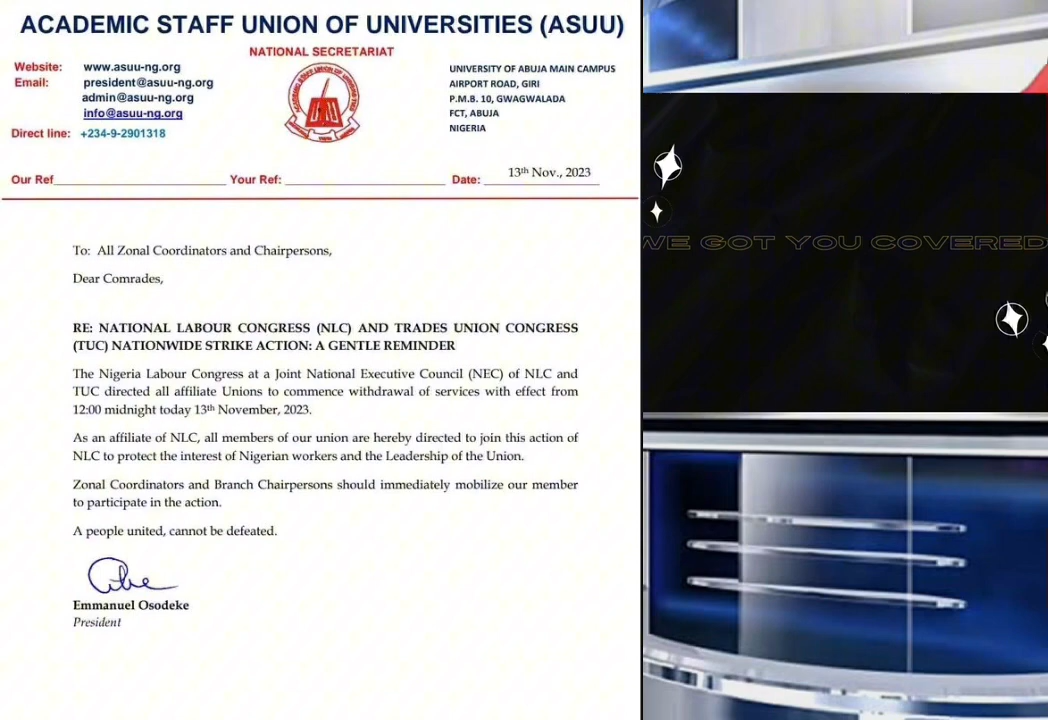 ACADEMIC STAFF UNION OF UNIVERSITIES (ASUU)
NATIONAL SECRETARIAT
Website: www.asuu-ng.org
Email: president@asuu-ng.org
admin@asuu-ng.org
info@asuu-ng.org
Direct line: +234-9-2901318
UNIVERSITY OF ABUJA MAIN CAMPUS
AIRPORT ROAD, GIRI
P.M.B. 10, GWAGWALADA
FCT, ABUJA
NIGERIA
Our Ref Your Ref: Date: 13th Nov., 2023
To: All Zonal Coordinators and Chairpersons,
Dear Comrades,
RE: NATIONAL LABOUR CONGRESS (NLC) AND TRADES UNION CONGRESS
(TUC) NATIONWIDE STRIKE ACTION: A GENTLE REMINDER
The Nigeria Labour Congress at a Joint National Executive Council (NEC) of NLC and
TUC directed all affiliate Unions to commence withdrawal of services with effect from
12:00 midnight today 13th November, 2023.
As an affiliate of NLC, all members of our union are hereby directed to join this action of
NLC to protect the interest of Nigerian workers and the Leadership of the Union.
Zonal Coordinators and Branch Chairpersons should immediately mobilize our member
to participate in the action.
A people united, cannot be defeated.
Emmanuel Osodeke
President
WE GOT YOU COVERED